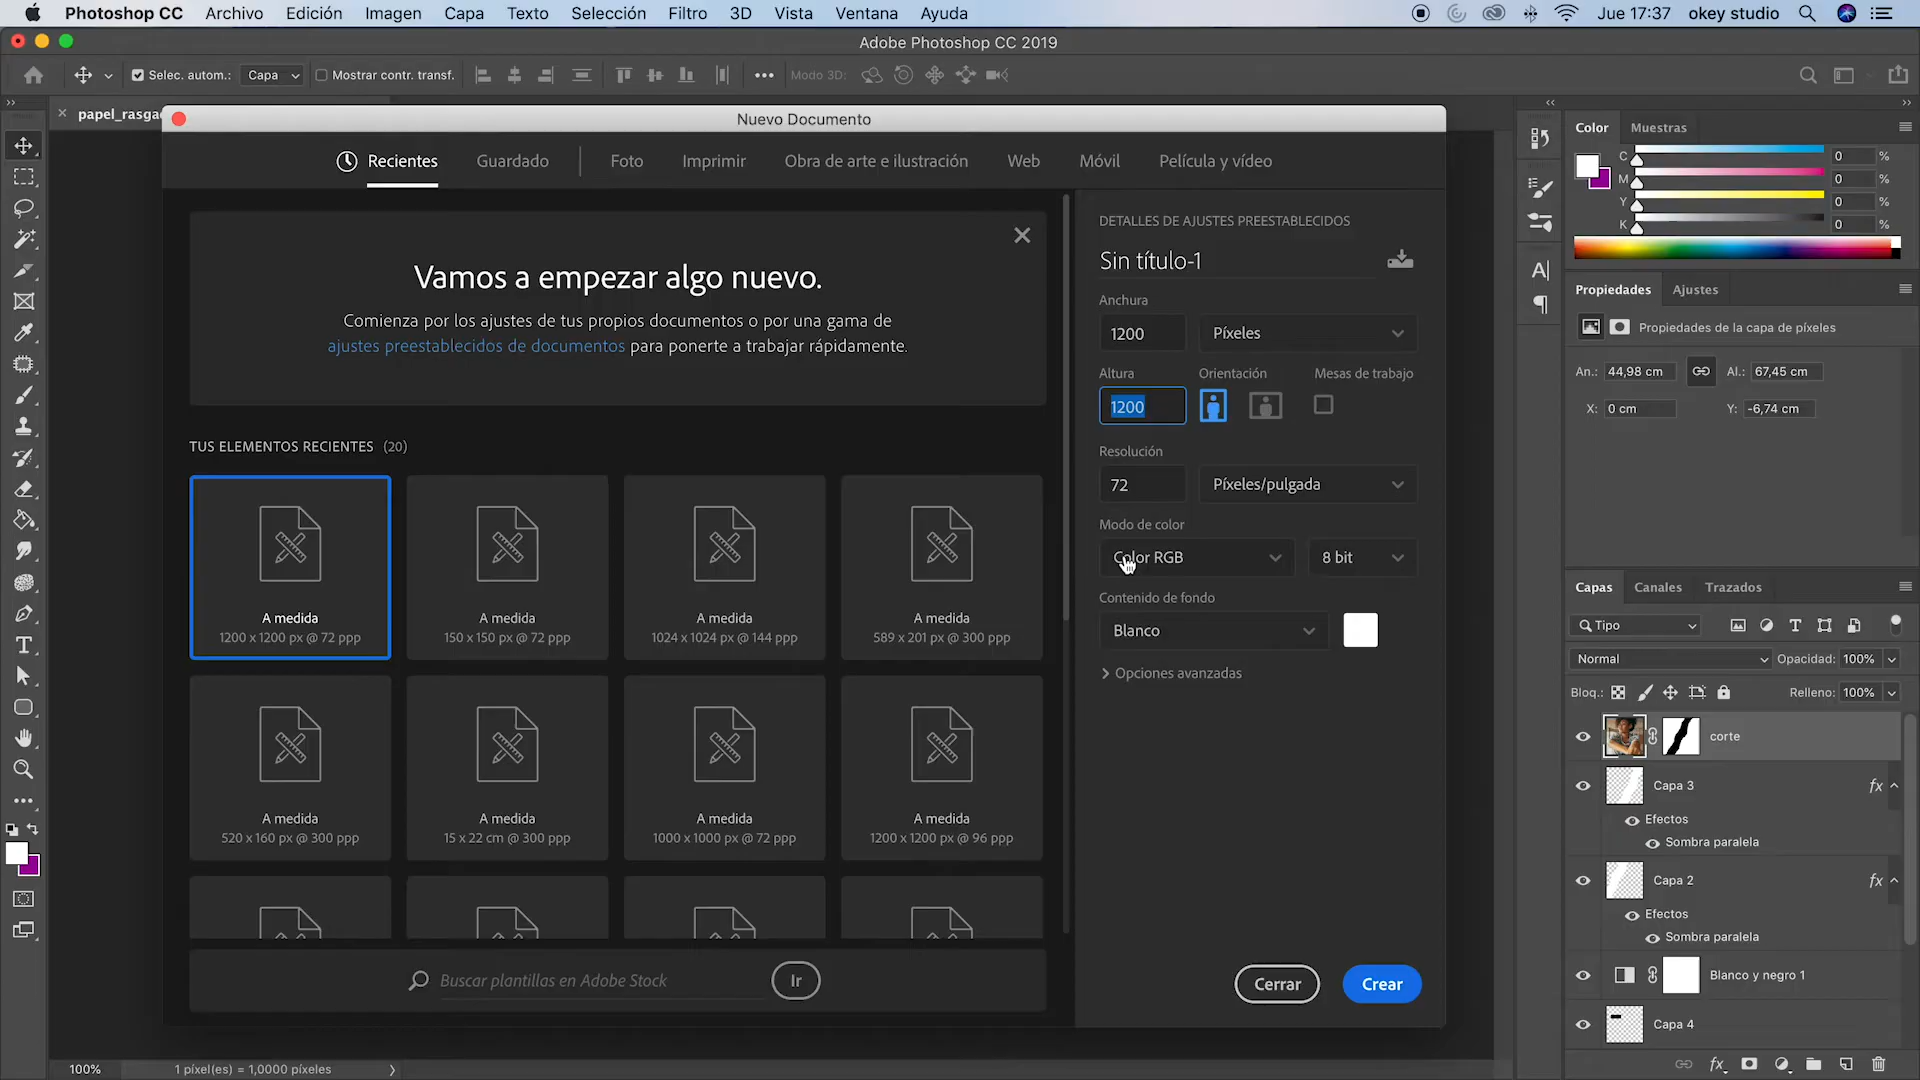 Photoshop CC Archivo Edición Imagen Capa Texto Selección Filtro 3D Vista Ventana Ayuda Jue 17:37 okey studio
Adobe Photoshop CC 2019
Selec. autom.: Capa Mostrar contr. transf. Modo 3D:
papel_rasga
Nuevo Documento
Recientes Guardado Foto Imprimir Obra de arte e ilustración Web Móvil Película y vídeo
Vamos a empezar algo nuevo.
Comienza por los ajustes de tus propios documentos o por una gama de
ajustes preestablecidos de documentos para ponerte a trabajar rápidamente.
TUS ELEMENTOS RECIENTES (20)
A medida
1200 x 1200 px @ 72 ppp
A medida
150 x 150 px @ 72 ppp
A medida
1024 x 1024 px @ 144 ppp
A medida
589 x 201 px @ 300 ppp
A medida
520 x 160 px @ 300 ppp
A medida
15 x 22 cm @ 300 ppp
A medida
1000 x 1000 px @ 72 ppp
A medida
1200 x 1200 px @ 96 ppp
Buscar plantillas en Adobe Stock Ir
DETALLES DE AJUSTES PREESTABLECIDOS
Sin título-1
Anchura
1200 Píxeles
Altura Orientación Mesas de trabajo
1200
Resolución
72 Píxeles/pulgada
Modo de color
Color RGB 8 bit
Contenido de fondo
Blanco
Opciones avanzadas
Cerrar Crear
Color Muestras
C 0 %
M 0 %
Y 0 %
K 0 %
Propiedades Ajustes
Propiedades de la capa de píxeles
An.: 44,98 cm Al.: 67,45 cm
X: 0 cm Y: -6,74 cm
Capas Canales Trazados
Tipo
Normal Opacidad: 100%
Bloq.: Relleno: 100%
corte
Capa 3 fx
Efectos
Sombra paralela
Capa 2 fx
Efectos
Sombra paralela
Blanco y negro 1
Capa 4
fx
100% 1 píxel(es) = 1,0000 píxeles